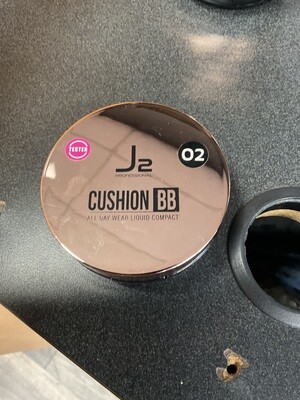 TESTER
J2
PROFESSIONAL
02
CUSHION BB
ALL DAY WEAR LIQUID COMPACT